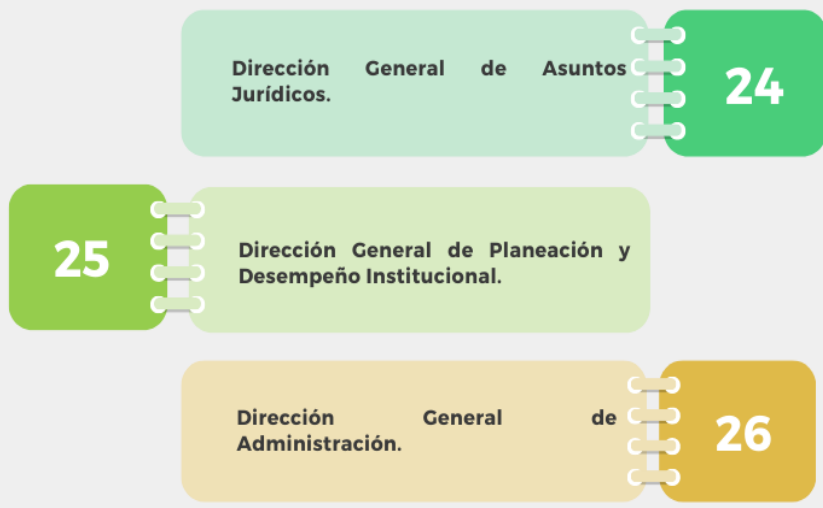 Dirección General de Asuntos
Jurídicos.
24
25
Dirección General de Planeación y
Desempeño Institucional.
Dirección General de
Administración.
26